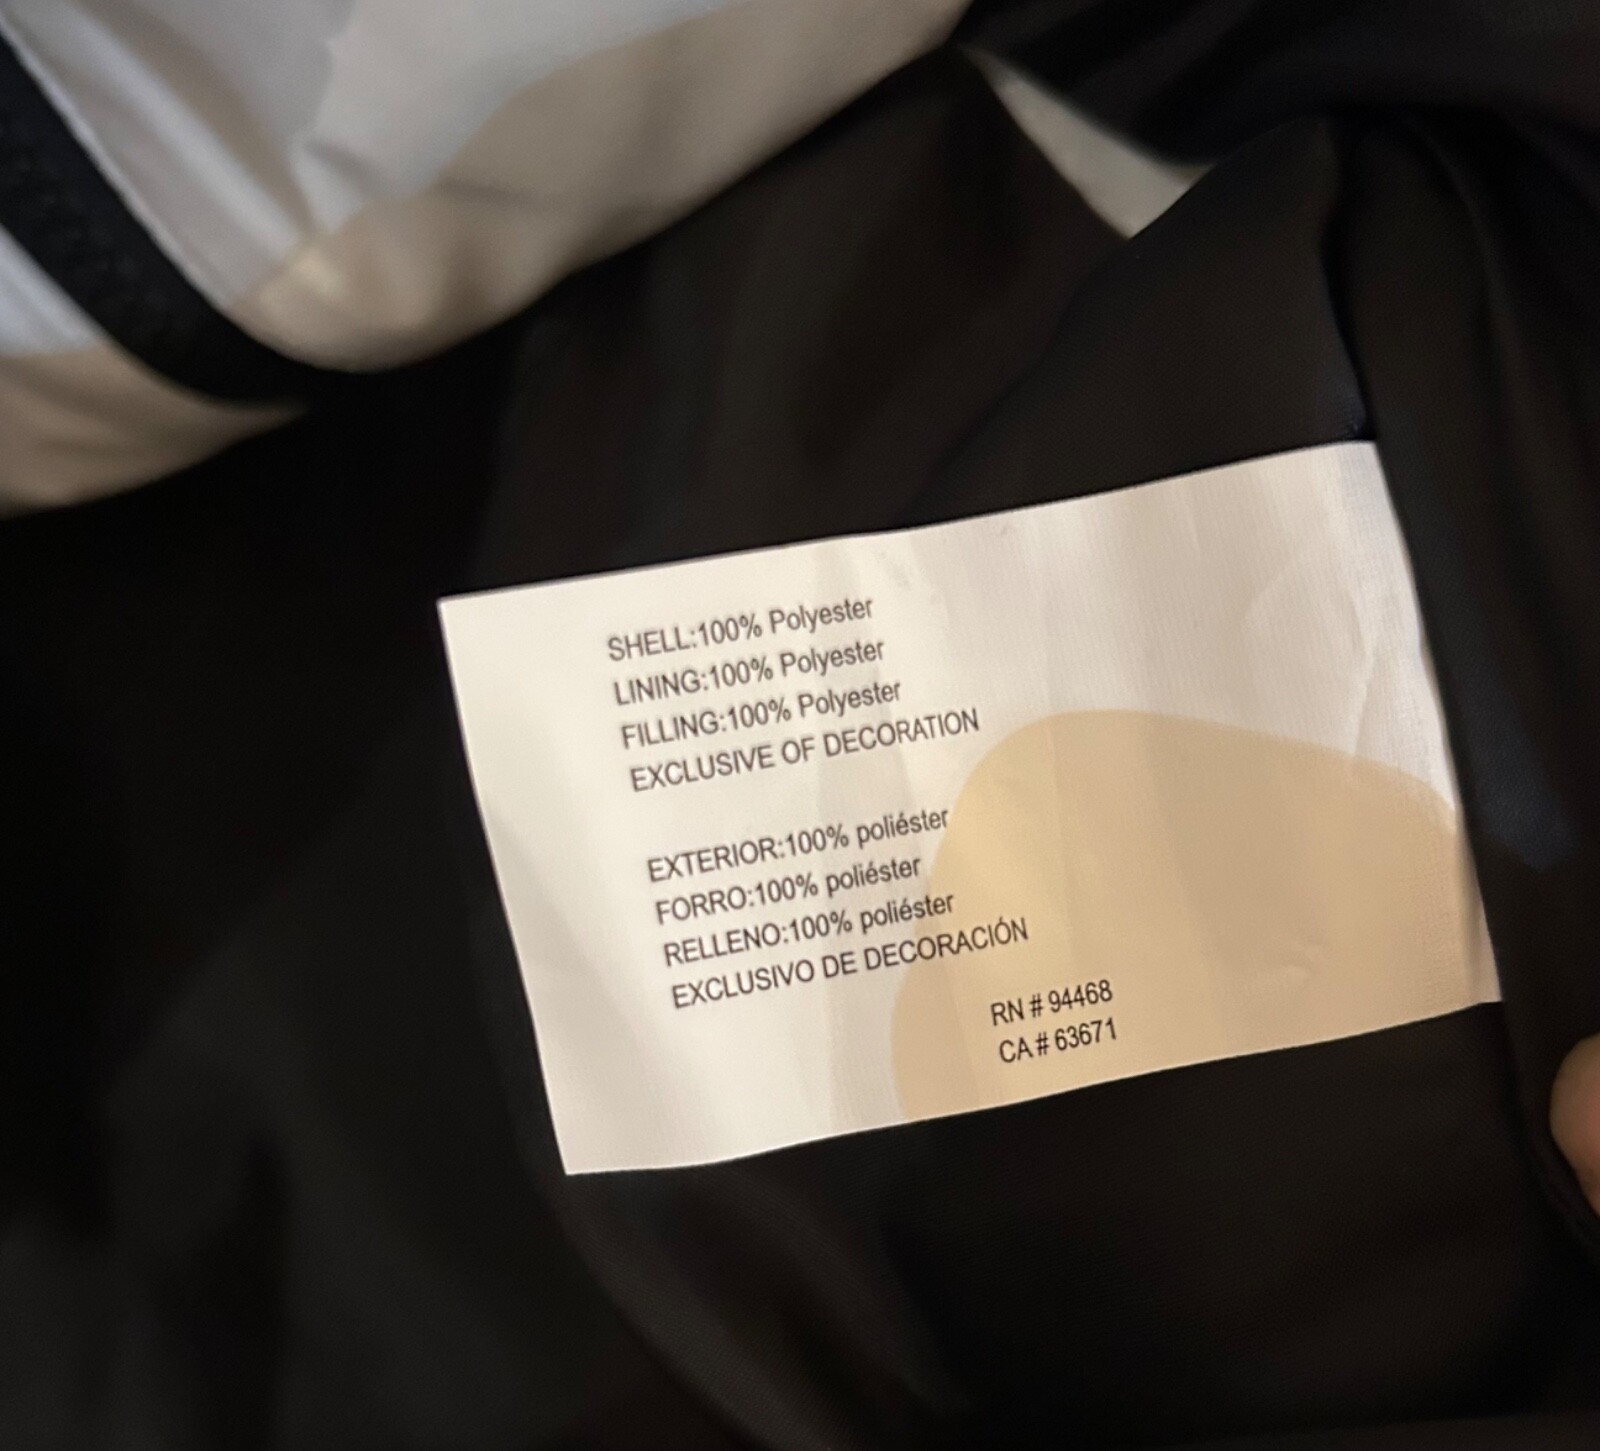 SHELL:100% Polyester
LINING:100% Polyester
FILLING:100% Polyester
EXCLUSIVE OF DECORATION
EXTERIOR:100% poliéster
FORRO:100% poliéster
RELLENO:100% poliéster
EXCLUSIVO DE DECORACIÓN
RN # 94468
CA # 63671